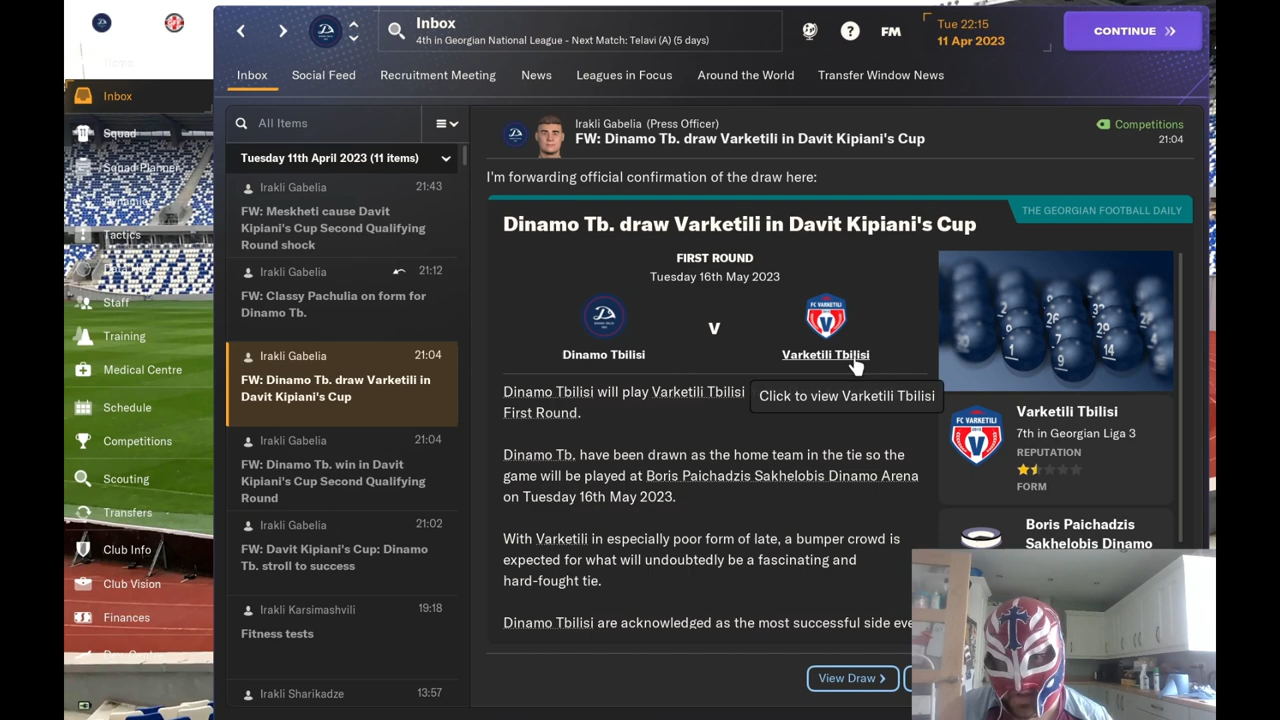 Inbox
4th in Georgian National League - Next Match: Telavi (A) (5 days)
FM
Tue 22:15
11 Apr 2023
CONTINUE
Inbox
Social Feed
Recruitment Meeting
News
Leagues in Focus
Around the World
Transfer Window News
Home
Inbox
Squad
Squad Planner
Dynamics
Tactics
Data Hub
Staff
Training
Medical Centre
Schedule
Competitions
Scouting
Transfers
Club Info
Club Vision
Finances
All Items
Tuesday 11th April 2023 (11 items)
Irakli Gabelia 21:43
FW: Meskheti cause Davit
Kipiani's Cup Second Qualifying
Round shock
Irakli Gabelia 21:12
FW: Classy Pachulia on form for
Dinamo Tb.
Irakli Gabelia 21:04
FW: Dinamo Tb. draw Varketili in
Davit Kipiani's Cup
Irakli Gabelia 21:04
FW: Dinamo Tb. win in Davit
Kipiani's Cup Second Qualifying
Round
Irakli Gabelia 21:02
FW: Davit Kipiani's Cup: Dinamo
Tb. stroll to success
Irakli Karsimashvili 19:18
Fitness tests
Irakli Sharikadze 13:57
Irakli Gabelia (Press Officer)
FW: Dinamo Tb. draw Varketili in Davit Kipiani's Cup
Competitions
21:04
I'm forwarding official confirmation of the draw here:
THE GEORGIAN FOOTBALL DAILY
Dinamo Tb. draw Varketili in Davit Kipiani's Cup
FIRST ROUND
Tuesday 16th May 2023
V
FC VARKETILI
Dinamo Tbilisi
Varketili Tbilisi
Click to view Varketili Tbilisi
Dinamo Tbilisi will play Varketili Tbilisi
First Round.
Dinamo Tb. have been drawn as the home team in the tie so the
game will be played at Boris Paichadzis Sakhelobis Dinamo Arena
on Tuesday 16th May 2023.
With Varketili in especially poor form of late, a bumper crowd is
expected for what will undoubtedly be a fascinating and
hard-fought tie.
Dinamo Tbilisi are acknowledged as the most successful side eve
FC VARKETILI
Varketili Tbilisi
7th in Georgian Liga 3
REPUTATION
FORM
Boris Paichadzis
Sakhelobis Dinamo
View Draw